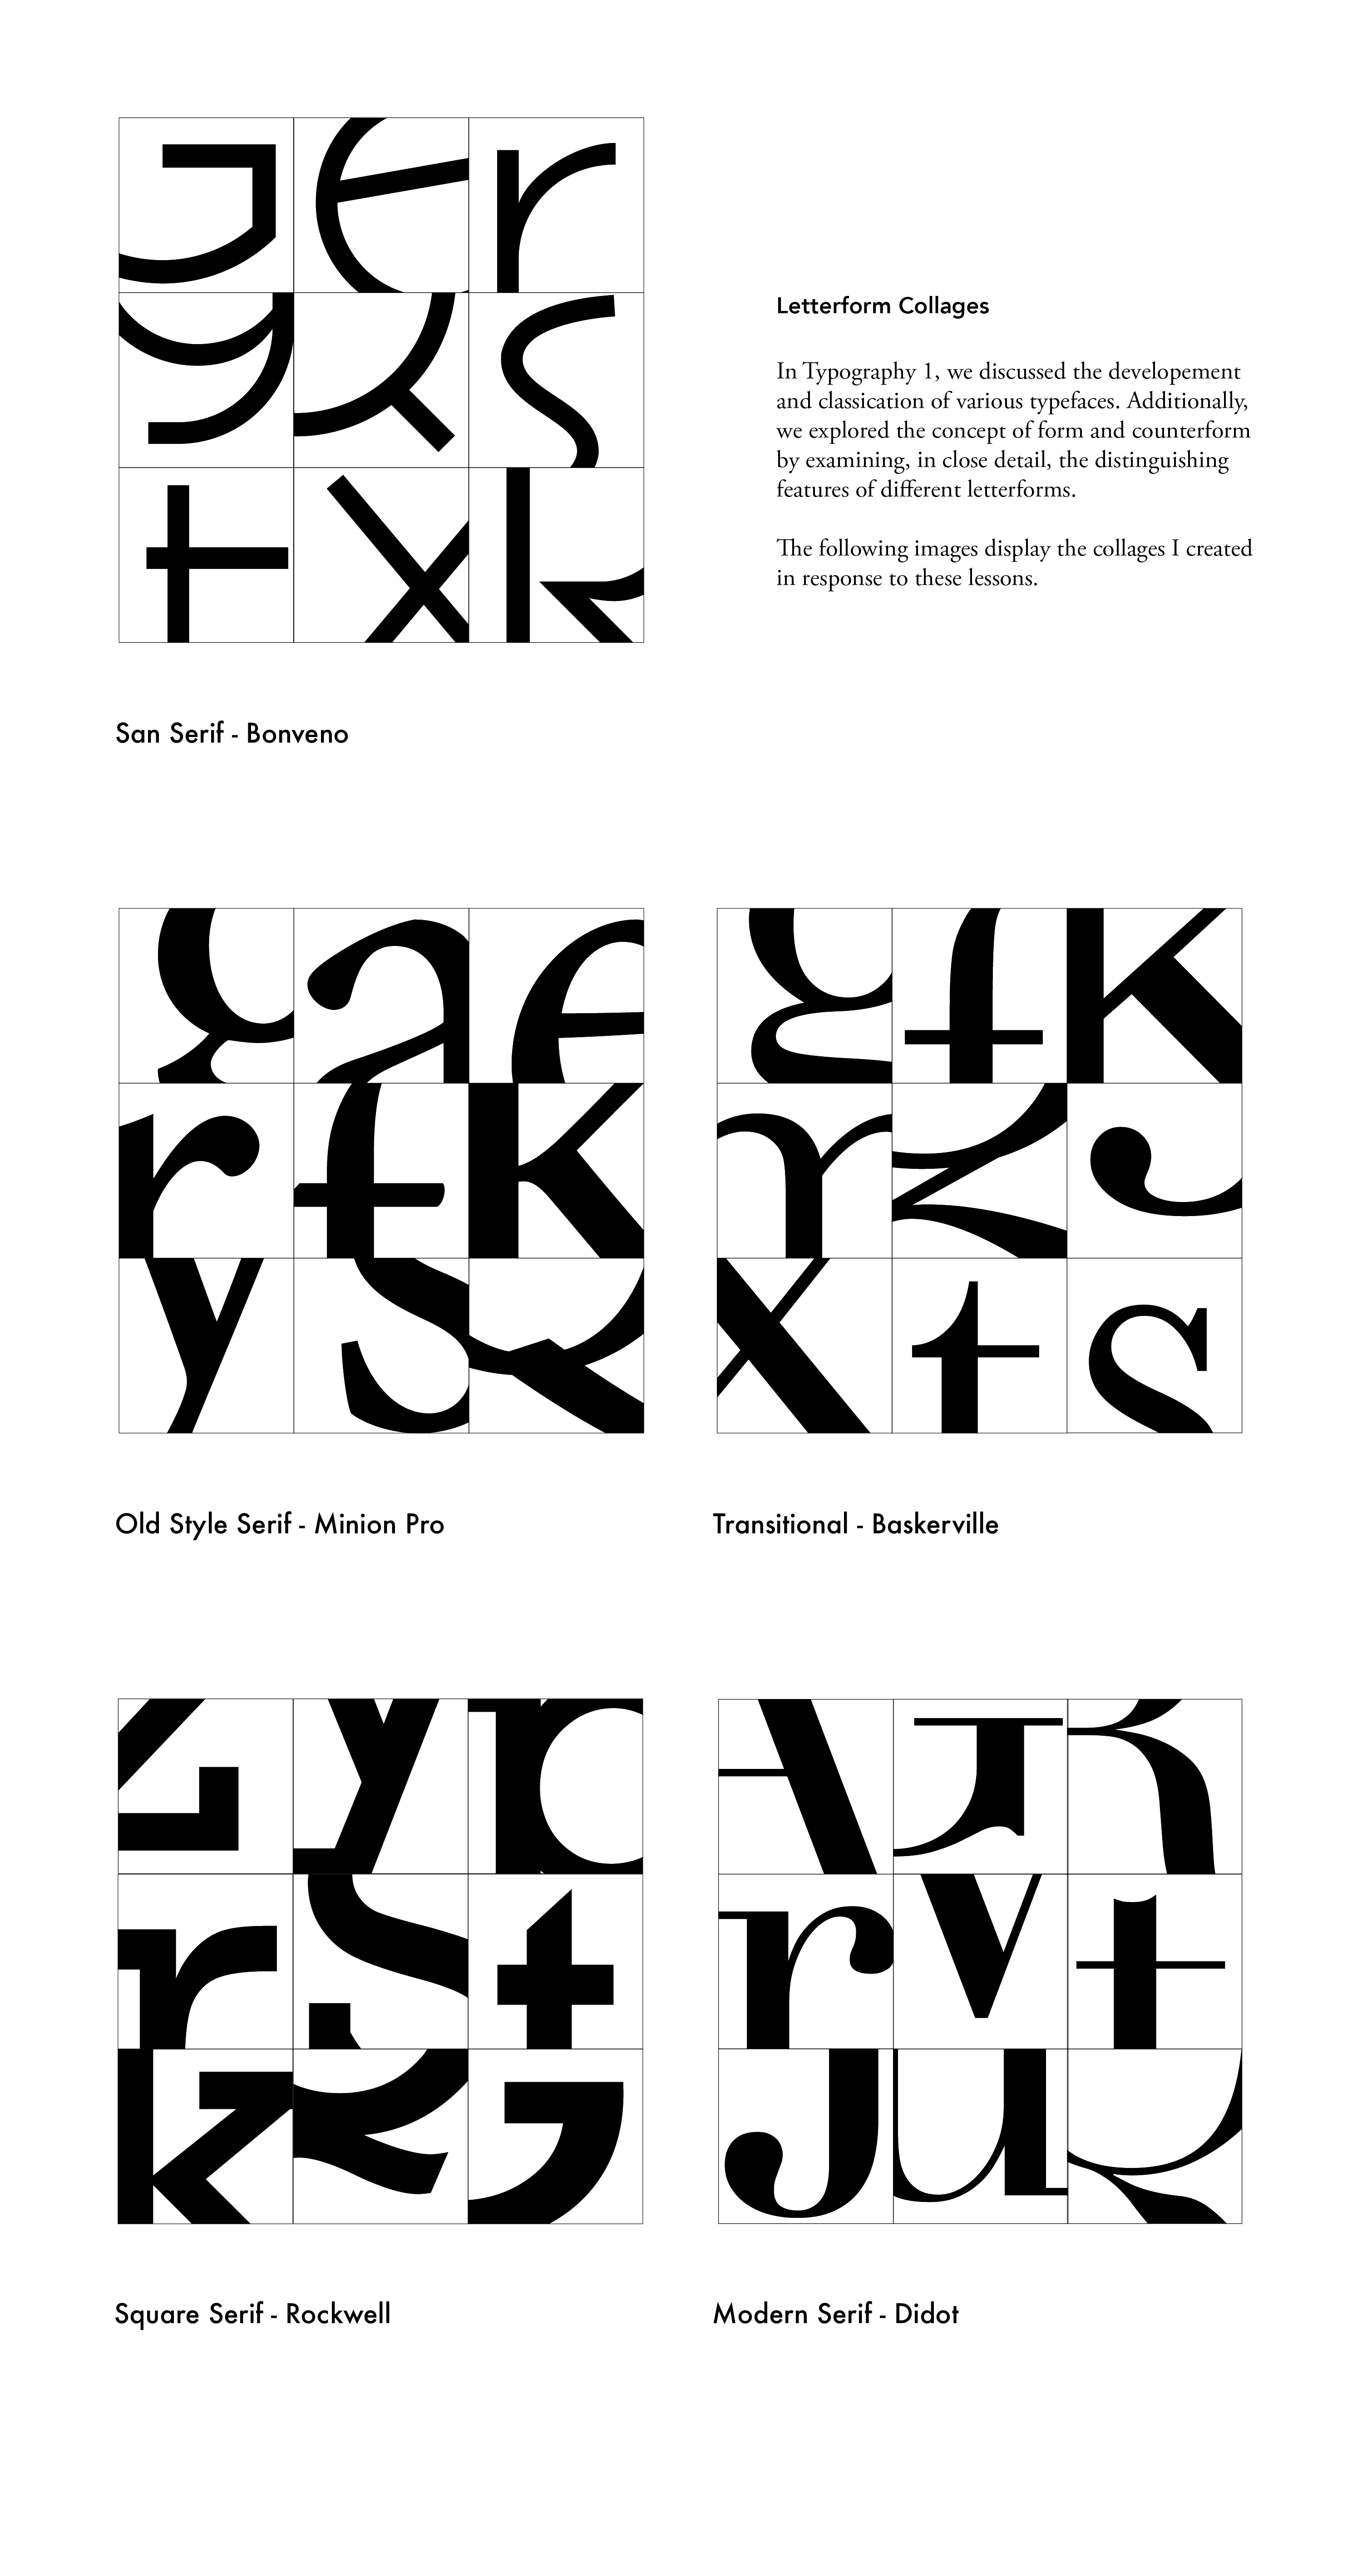 J e r
y Q s
t x k
Letterform Collages
In Typography 1, we discussed the developement
and classication of various typefaces. Additionally,
we explored the concept of form and counterform
by examining, in close detail, the distinguishing
features of different letterforms.
The following images display the collages I created
in response to these lessons.
San Serif - Bonveno
g a e
r f K
y S Q
g f K
r z J
x t s
Old Style Serif - Minion Pro
Transitional - Baskerville
Z y
r S t
k Q J
A R
r v t
J u Q
Square Serif - Rockwell
Modern Serif - Didot